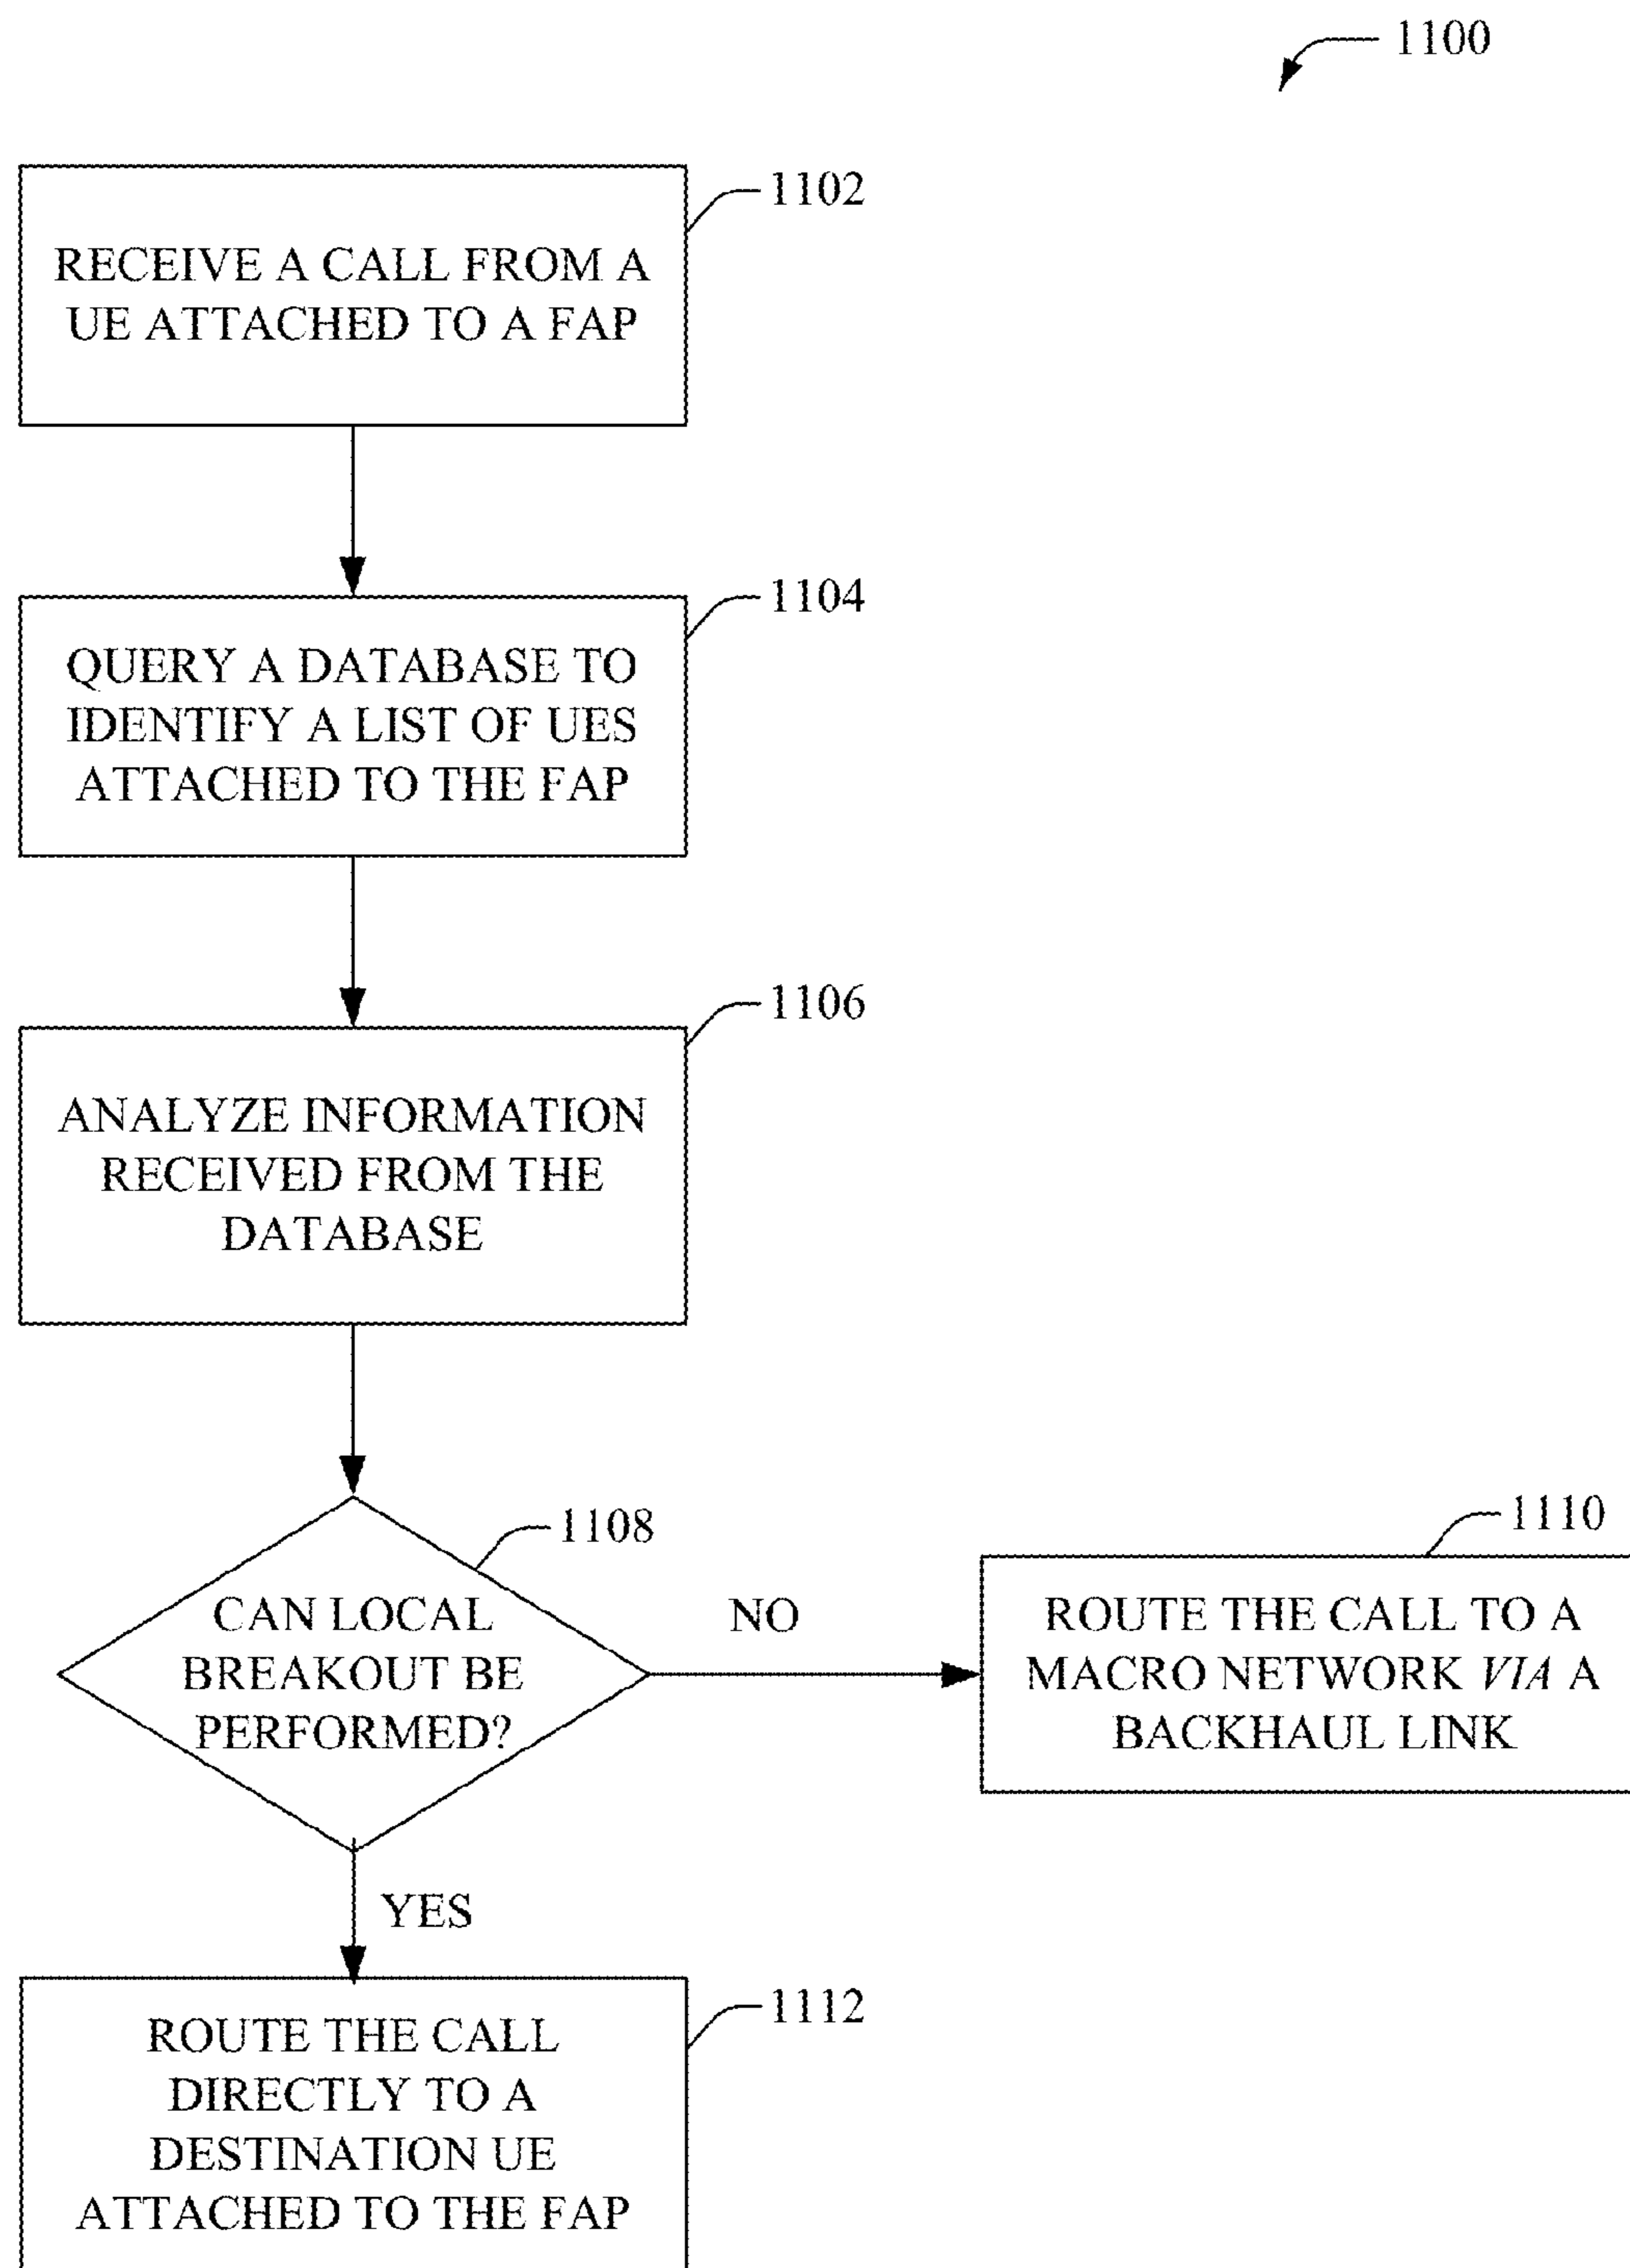 1100
1102
RECEIVE A CALL FROM A
UE ATTACHED TO A FAP
1104
QUERY A DATABASE TO
IDENTIFY A LIST OF UES
ATTACHED TO THE FAP
1106
ANALYZE INFORMATION
RECEIVED FROM THE
DATABASE
1108
CAN LOCAL
BREAKOUT BE
PERFORMED?
NO
1110
ROUTE THE CALL TO A
MACRO NETWORK VIA A
BACKHAUL LINK
YES
1112
ROUTE THE CALL
DIRECTLY TO A
DESTINATION UE
ATTACHED TO THE FAP